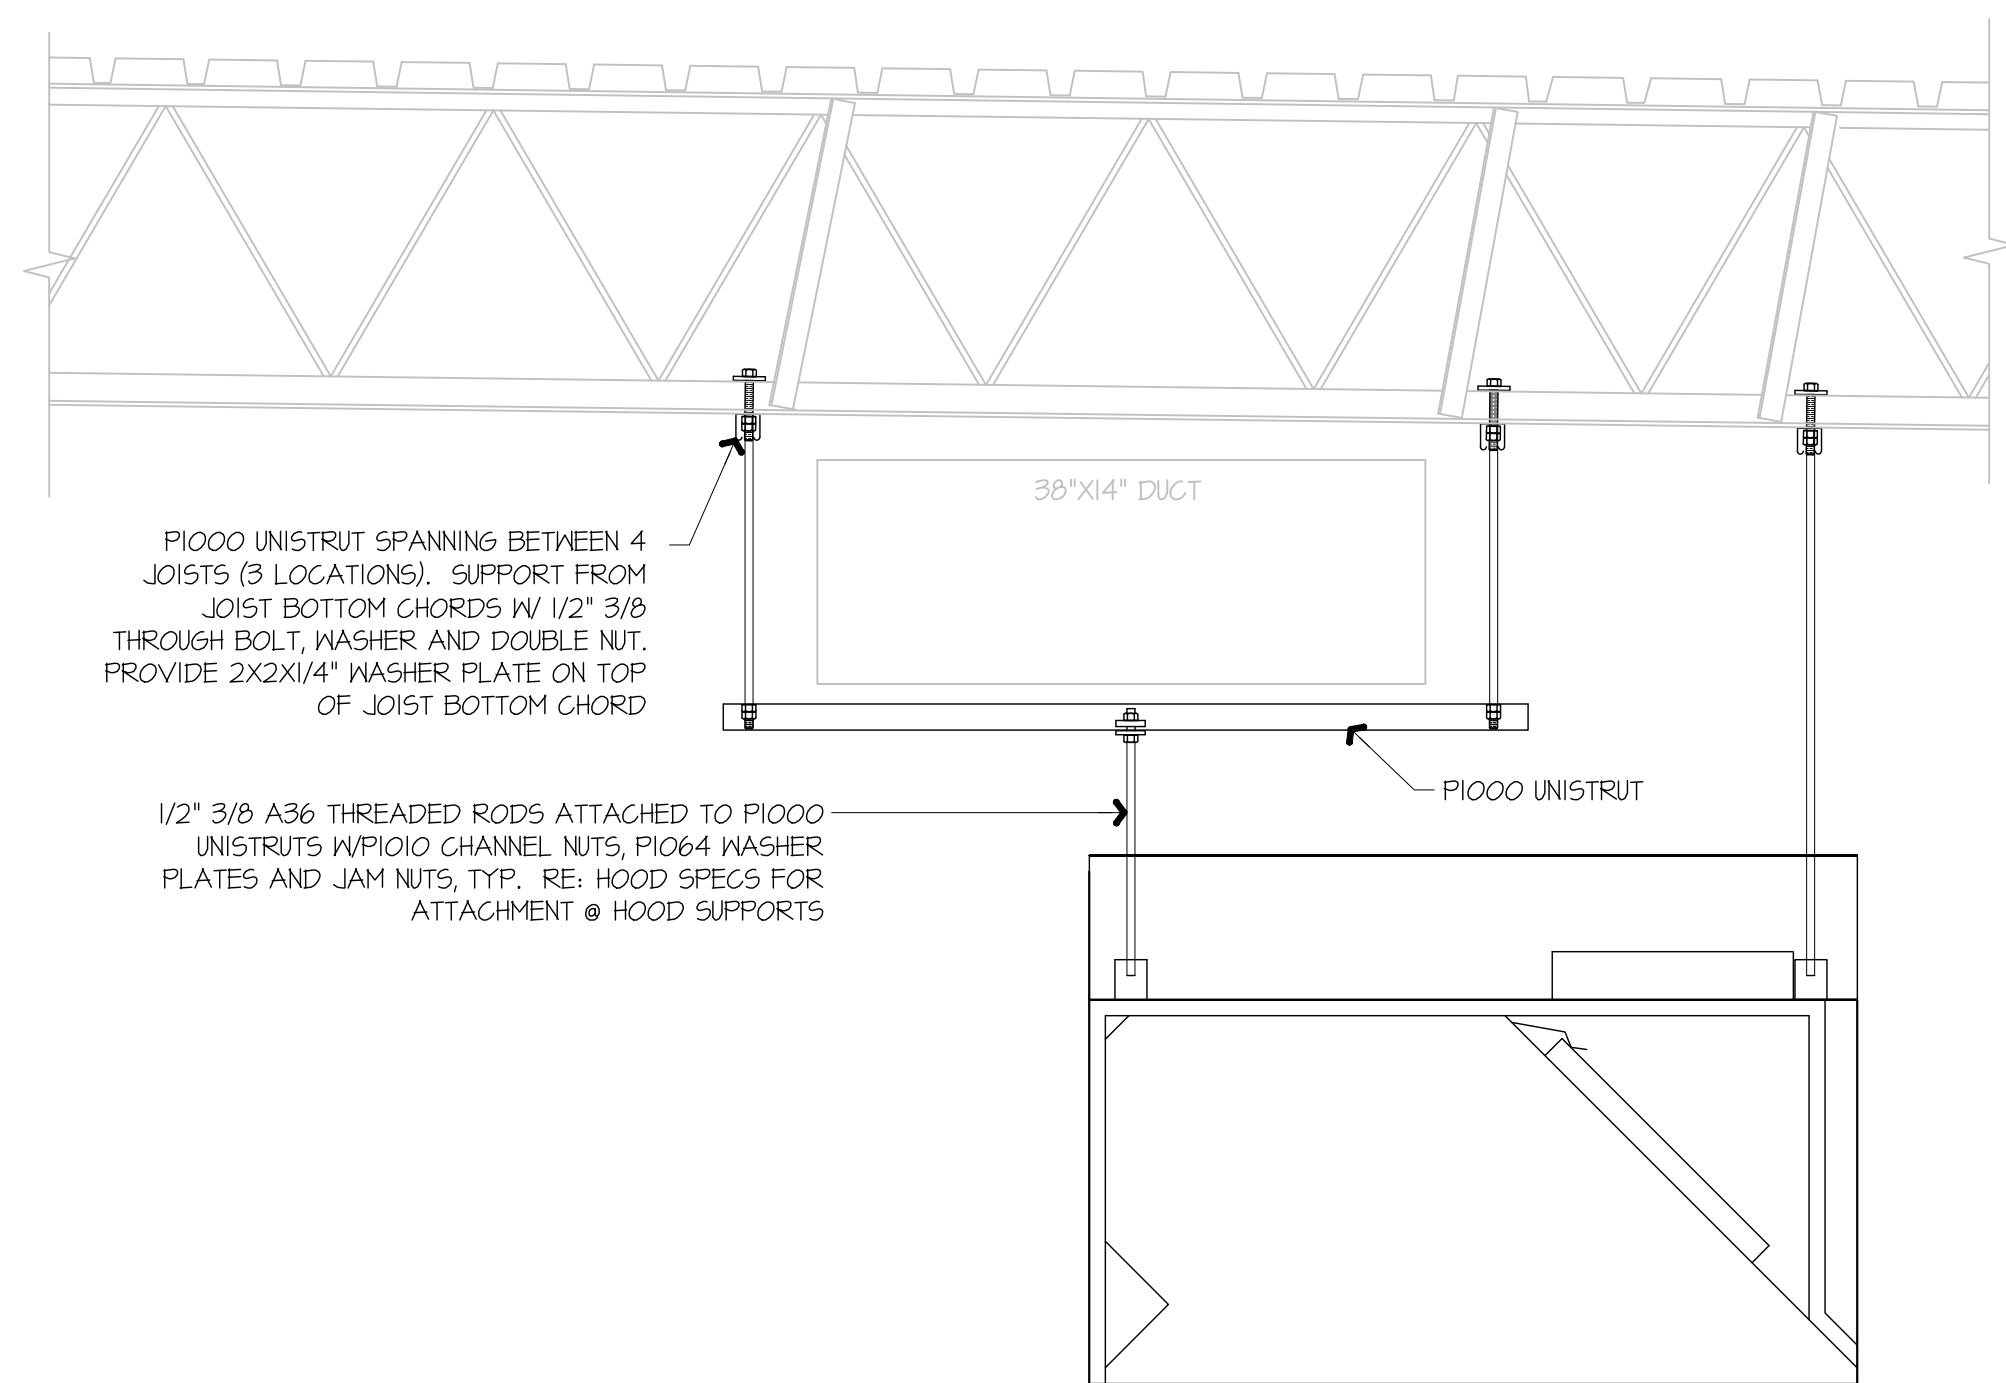 38"X14" DUCT
P1000 UNISTRUT SPANNING BETWEEN 4
JOISTS (3 LOCATIONS). SUPPORT FROM
JOIST BOTTOM CHORDS W/ 1/2" 3/8
THROUGH BOLT, WASHER AND DOUBLE NUT.
PROVIDE 2X2X1/4" WASHER PLATE ON TOP
OF JOIST BOTTOM CHORD
P1000 UNISTRUT
1/2" 3/8 A36 THREADED RODS ATTACHED TO P1000
UNISTRUTS W/P1010 CHANNEL NUTS, P1064 WASHER
PLATES AND JAM NUTS, TYP. RE: HOOD SPECS FOR
ATTACHMENT @ HOOD SUPPORTS